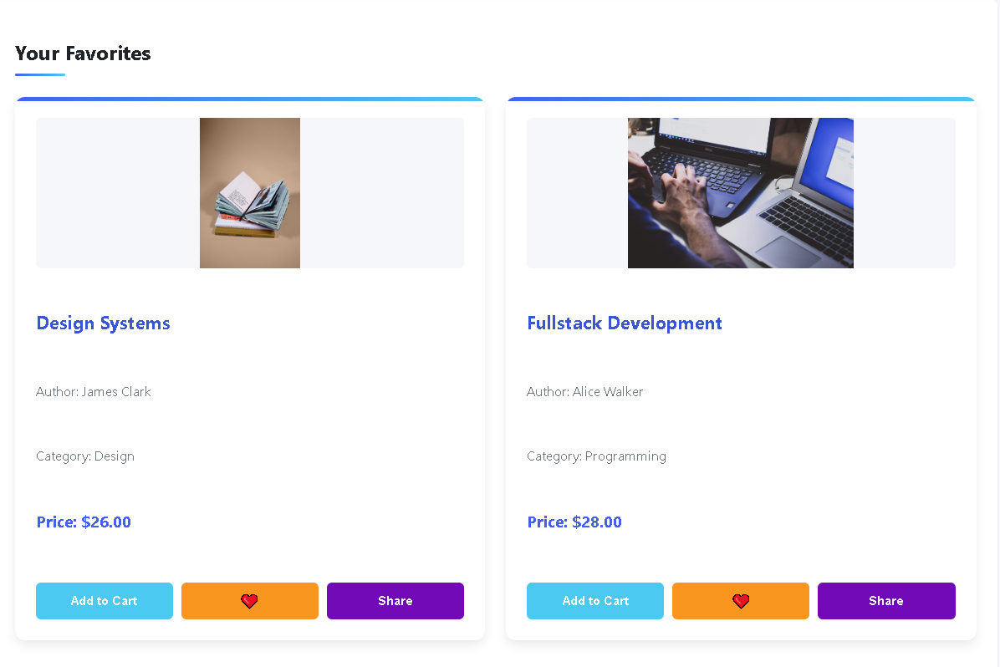 Your Favorites
Design Systems
Author: James Clark
Category: Design
Price: $26.00
Add to Cart
Share
Fullstack Development
Author: Alice Walker
Category: Programming
Price: $28.00
Add to Cart
Share